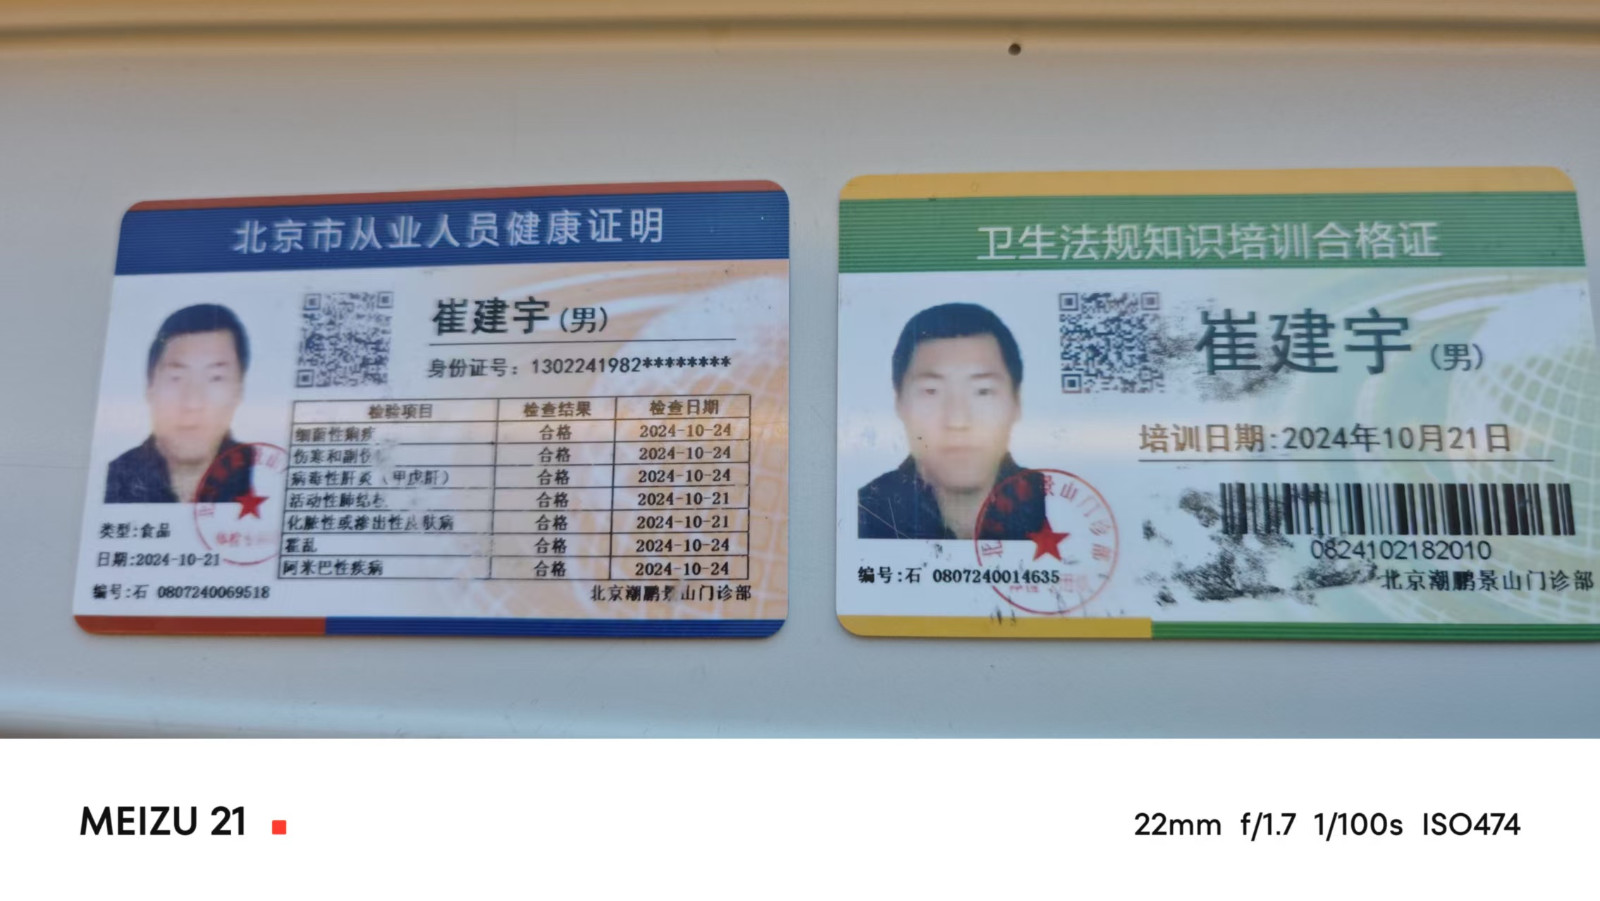 北京市从业人员健康证明
崔建宇(男)
身份证号：1302241982********
检验项目 检查结果 检查日期
细菌性痢疾 合格 2024-10-24
伤寒和副伤 合格 2024-10-24
病毒性肝炎（甲戊肝） 合格 2024-10-24
活动性肺结核 合格 2024-10-21
化脓性或渗出性皮肤病 合格 2024-10-21
霍乱 合格 2024-10-24
阿米巴性疾病 合格 2024-10-24
类型:食品
日期:2024-10-21
编号:石 0807240069518
北京潮鹏景山门诊部
卫生法规知识培训合格证
崔建宇(男)
培训日期:2024年10月21日
0824102182010
编号:石 0807240014635
北京潮鹏景山门诊部
MEIZU 21
22mm f/1.7 1/100s ISO474